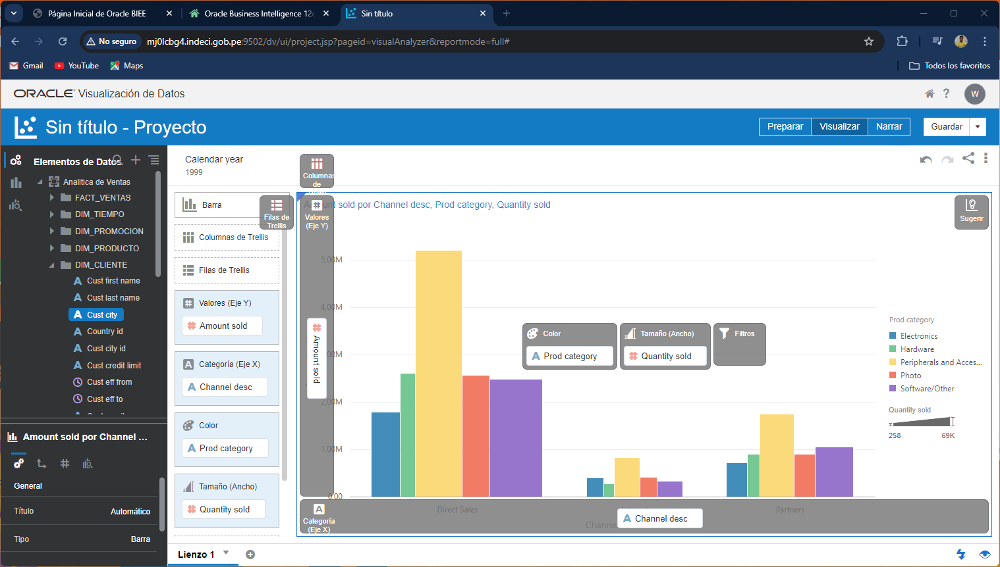 Página Inicial de Oracle BIEE
Oracle Business Intelligence 12c
Sin título
No seguro
mj0lcbg4.indeci.gob.pe:9502/dv/ui/project.jsp?pageid=visualAnalyzer&reportmode=full#
Gmail
YouTube
Maps
Todos los favoritos
ORACLE Visualización de Datos
W
Sin título - Proyecto
Preparar
Visualizar
Narrar
Guardar
Elementos de Datos
Analitica de Ventas
FACT_VENTAS
DIM_TIEMPO
DIM_PROMOCION
DIM_PRODUCTO
DIM_CLIENTE
Cust first name
Cust last name
Cust city
Country id
Cust city id
Cust credit limit
Cust eff from
Cust eff to
Amount sold por Channel ...
General
Título
Automático
Tipo
Barra
Calendar year
1999
Barra
Columnas de Trellis
Filas de Trellis
Valores (Eje Y)
Amount sold
Categoría (Eje X)
Channel desc
Color
Prod category
Tamaño (Ancho)
Quantity sold
Columnas
de
Filas de
Trellis
Valores
(Eje Y)
Amount sold por Channel desc, Prod category, Quantity sold
Sugerir
5,00M
4,00M
2,00M
1,00M
0,00
Amount sold
Color
Prod category
Tamaño (Ancho)
Quantity sold
Filtros
Prod category
Electronics
Hardware
Peripherals and Acces...
Photo
Software/Other
Quantity sold
258
69K
Direct Sales
Partners
Categoría
(Eje X)
Channel desc
Lienzo 1